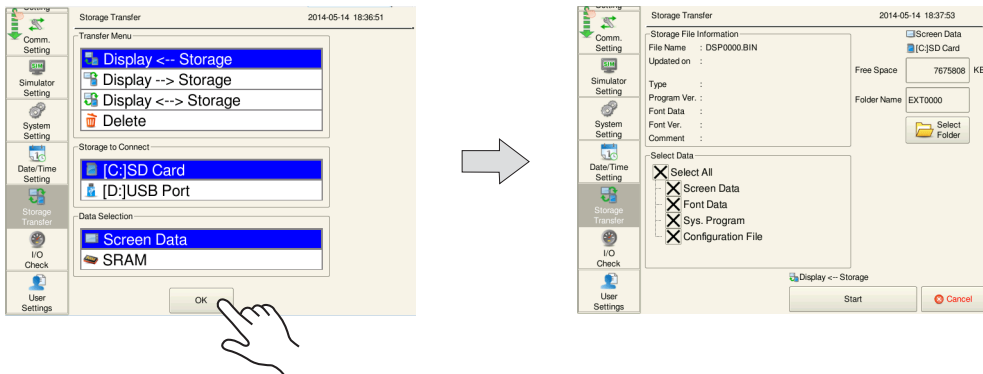 Setting
Comm.
Setting
Simulator
Setting
System
Setting
Date/Time
Setting
Storage
Transfer
I/O
Check
User
Settings
Storage Transfer 2014-05-14 18:36:51
Transfer Menu
Display <-- Storage
Display --> Storage
Display <--> Storage
Delete
Storage to Connect
[C:]SD Card
[D:]USB Port
Data Selection
Screen Data
SRAM
OK
Setting
Comm.
Setting
SIM
Simulator
Setting
System
Setting
Date/Time
Setting
Storage
Transfer
I/O
Check
User
Settings
Storage Transfer 2014-05-14 18:37:53
Storage File Information
File Name : DSP0000.BIN
Updated on :
Type :
Program Ver. :
Font Data :
Font Ver. :
Comment :
Screen Data
[C:]SD Card
Free Space 7675808
Folder Name EXT0000
Select
Folder
Select Data
Select All
Screen Data
Font Data
Sys. Program
Configuration File
Display <-- Storage
Start Cancel